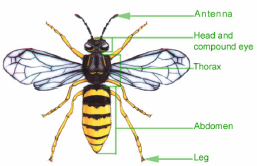 Antenna
Head and
compound eye
Thorax
Abdomen
Leg